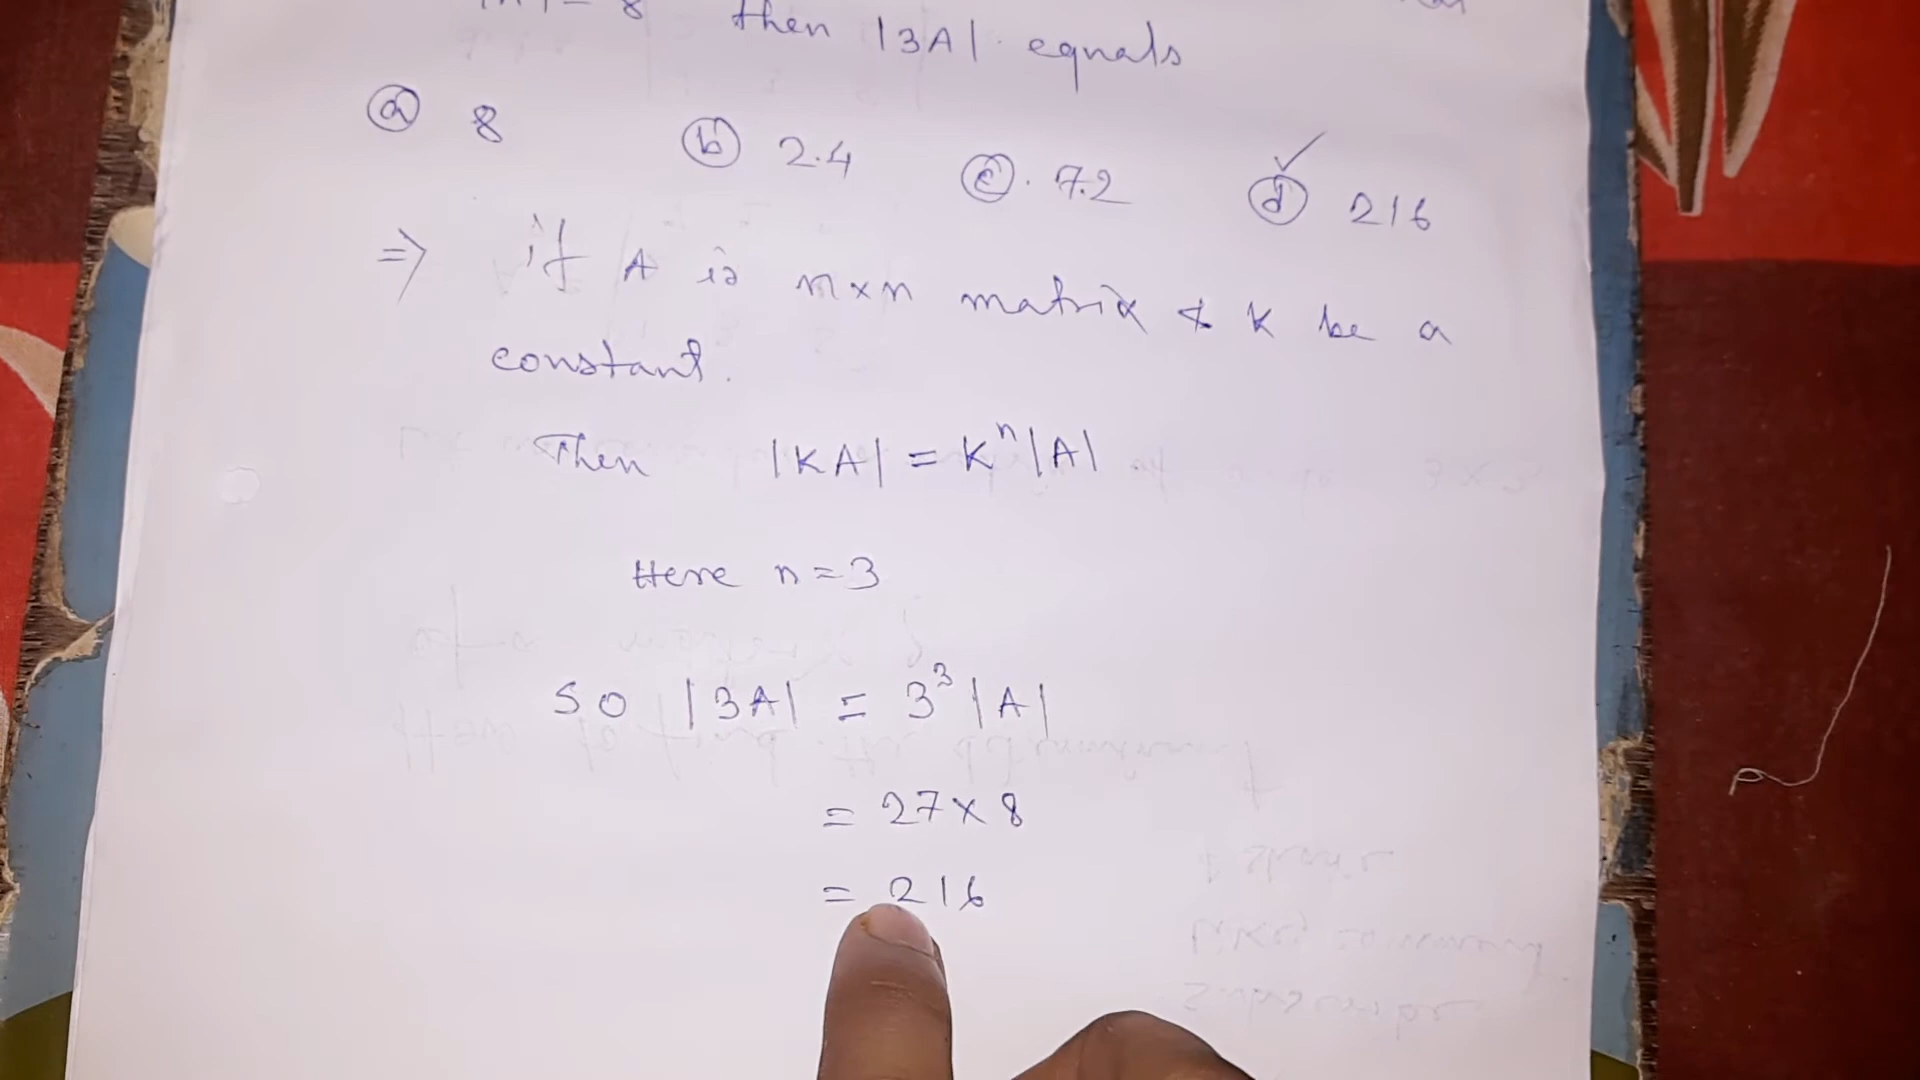 = 8 then |3A| equals
ⓐ 8 ⓑ 2.4 ⓒ. 7.2 ⓓ ✓ 216
⇒ if A is n×n matrix & K be a
constant.
Then |KA| = K^n |A|
Here n=3
SO |3A| = 3^3 |A|
= 27 × 8
= 216